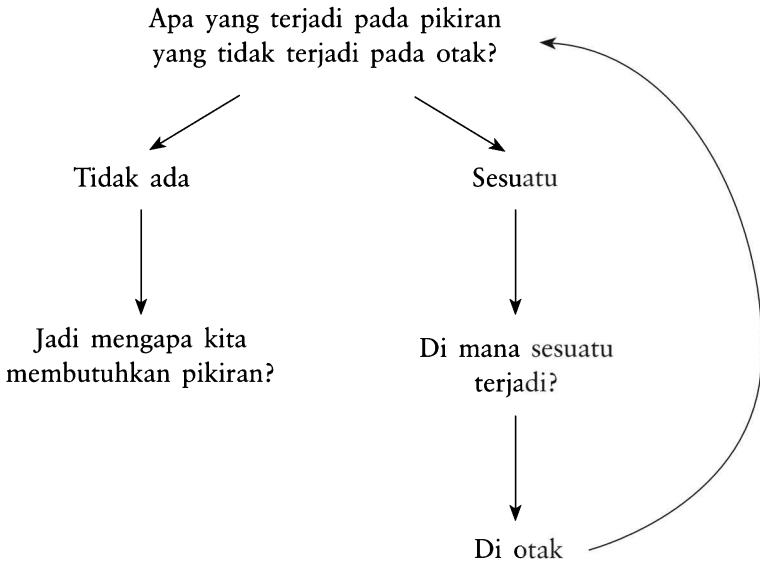 Apa yang terjadi pada pikiran
yang tidak terjadi pada otak?
Tidak ada
Sesuatu
Jadi mengapa kita
membutuhkan pikiran?
Di mana sesuatu
terjadi?
Di otak